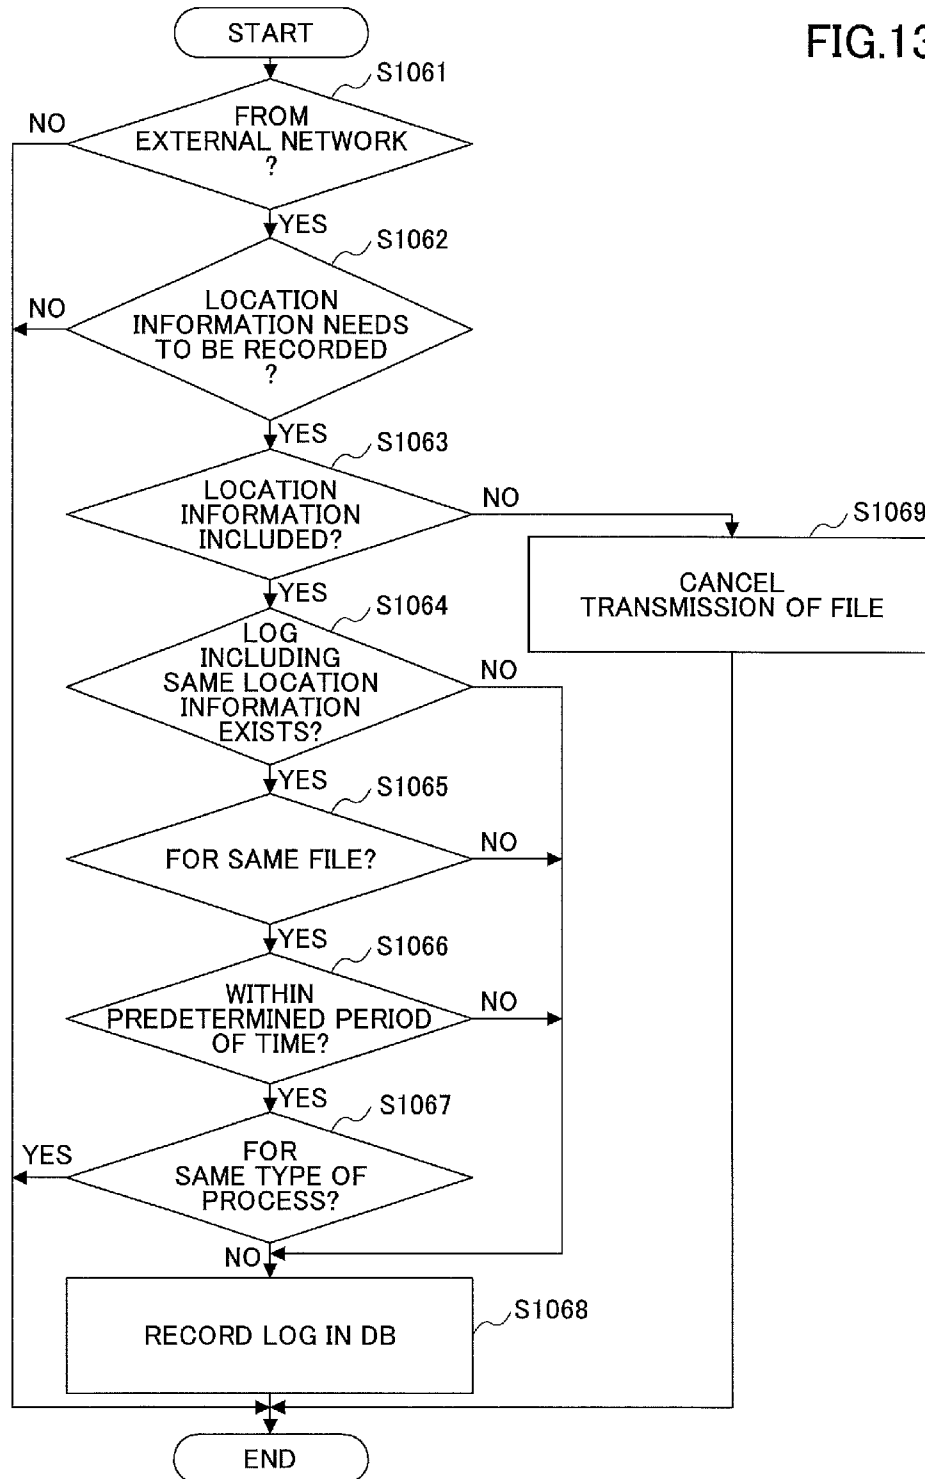 START
FIG.13
S1061
FROM
EXTERNAL NETWORK
?
NO
YES
S1062
LOCATION
INFORMATION NEEDS
TO BE RECORDED
?
NO
YES
S1063
LOCATION
INFORMATION
INCLUDED?
NO
S1069
CANCEL
TRANSMISSION OF FILE
YES
S1064
LOG
INCLUDING
SAME LOCATION
INFORMATION
EXISTS?
NO
YES
S1065
FOR SAME FILE?
NO
YES
S1066
WITHIN
PREDETERMINED PERIOD
OF TIME?
NO
YES
S1067
FOR
SAME TYPE OF
PROCESS?
YES
NO
S1068
RECORD LOG IN DB
END